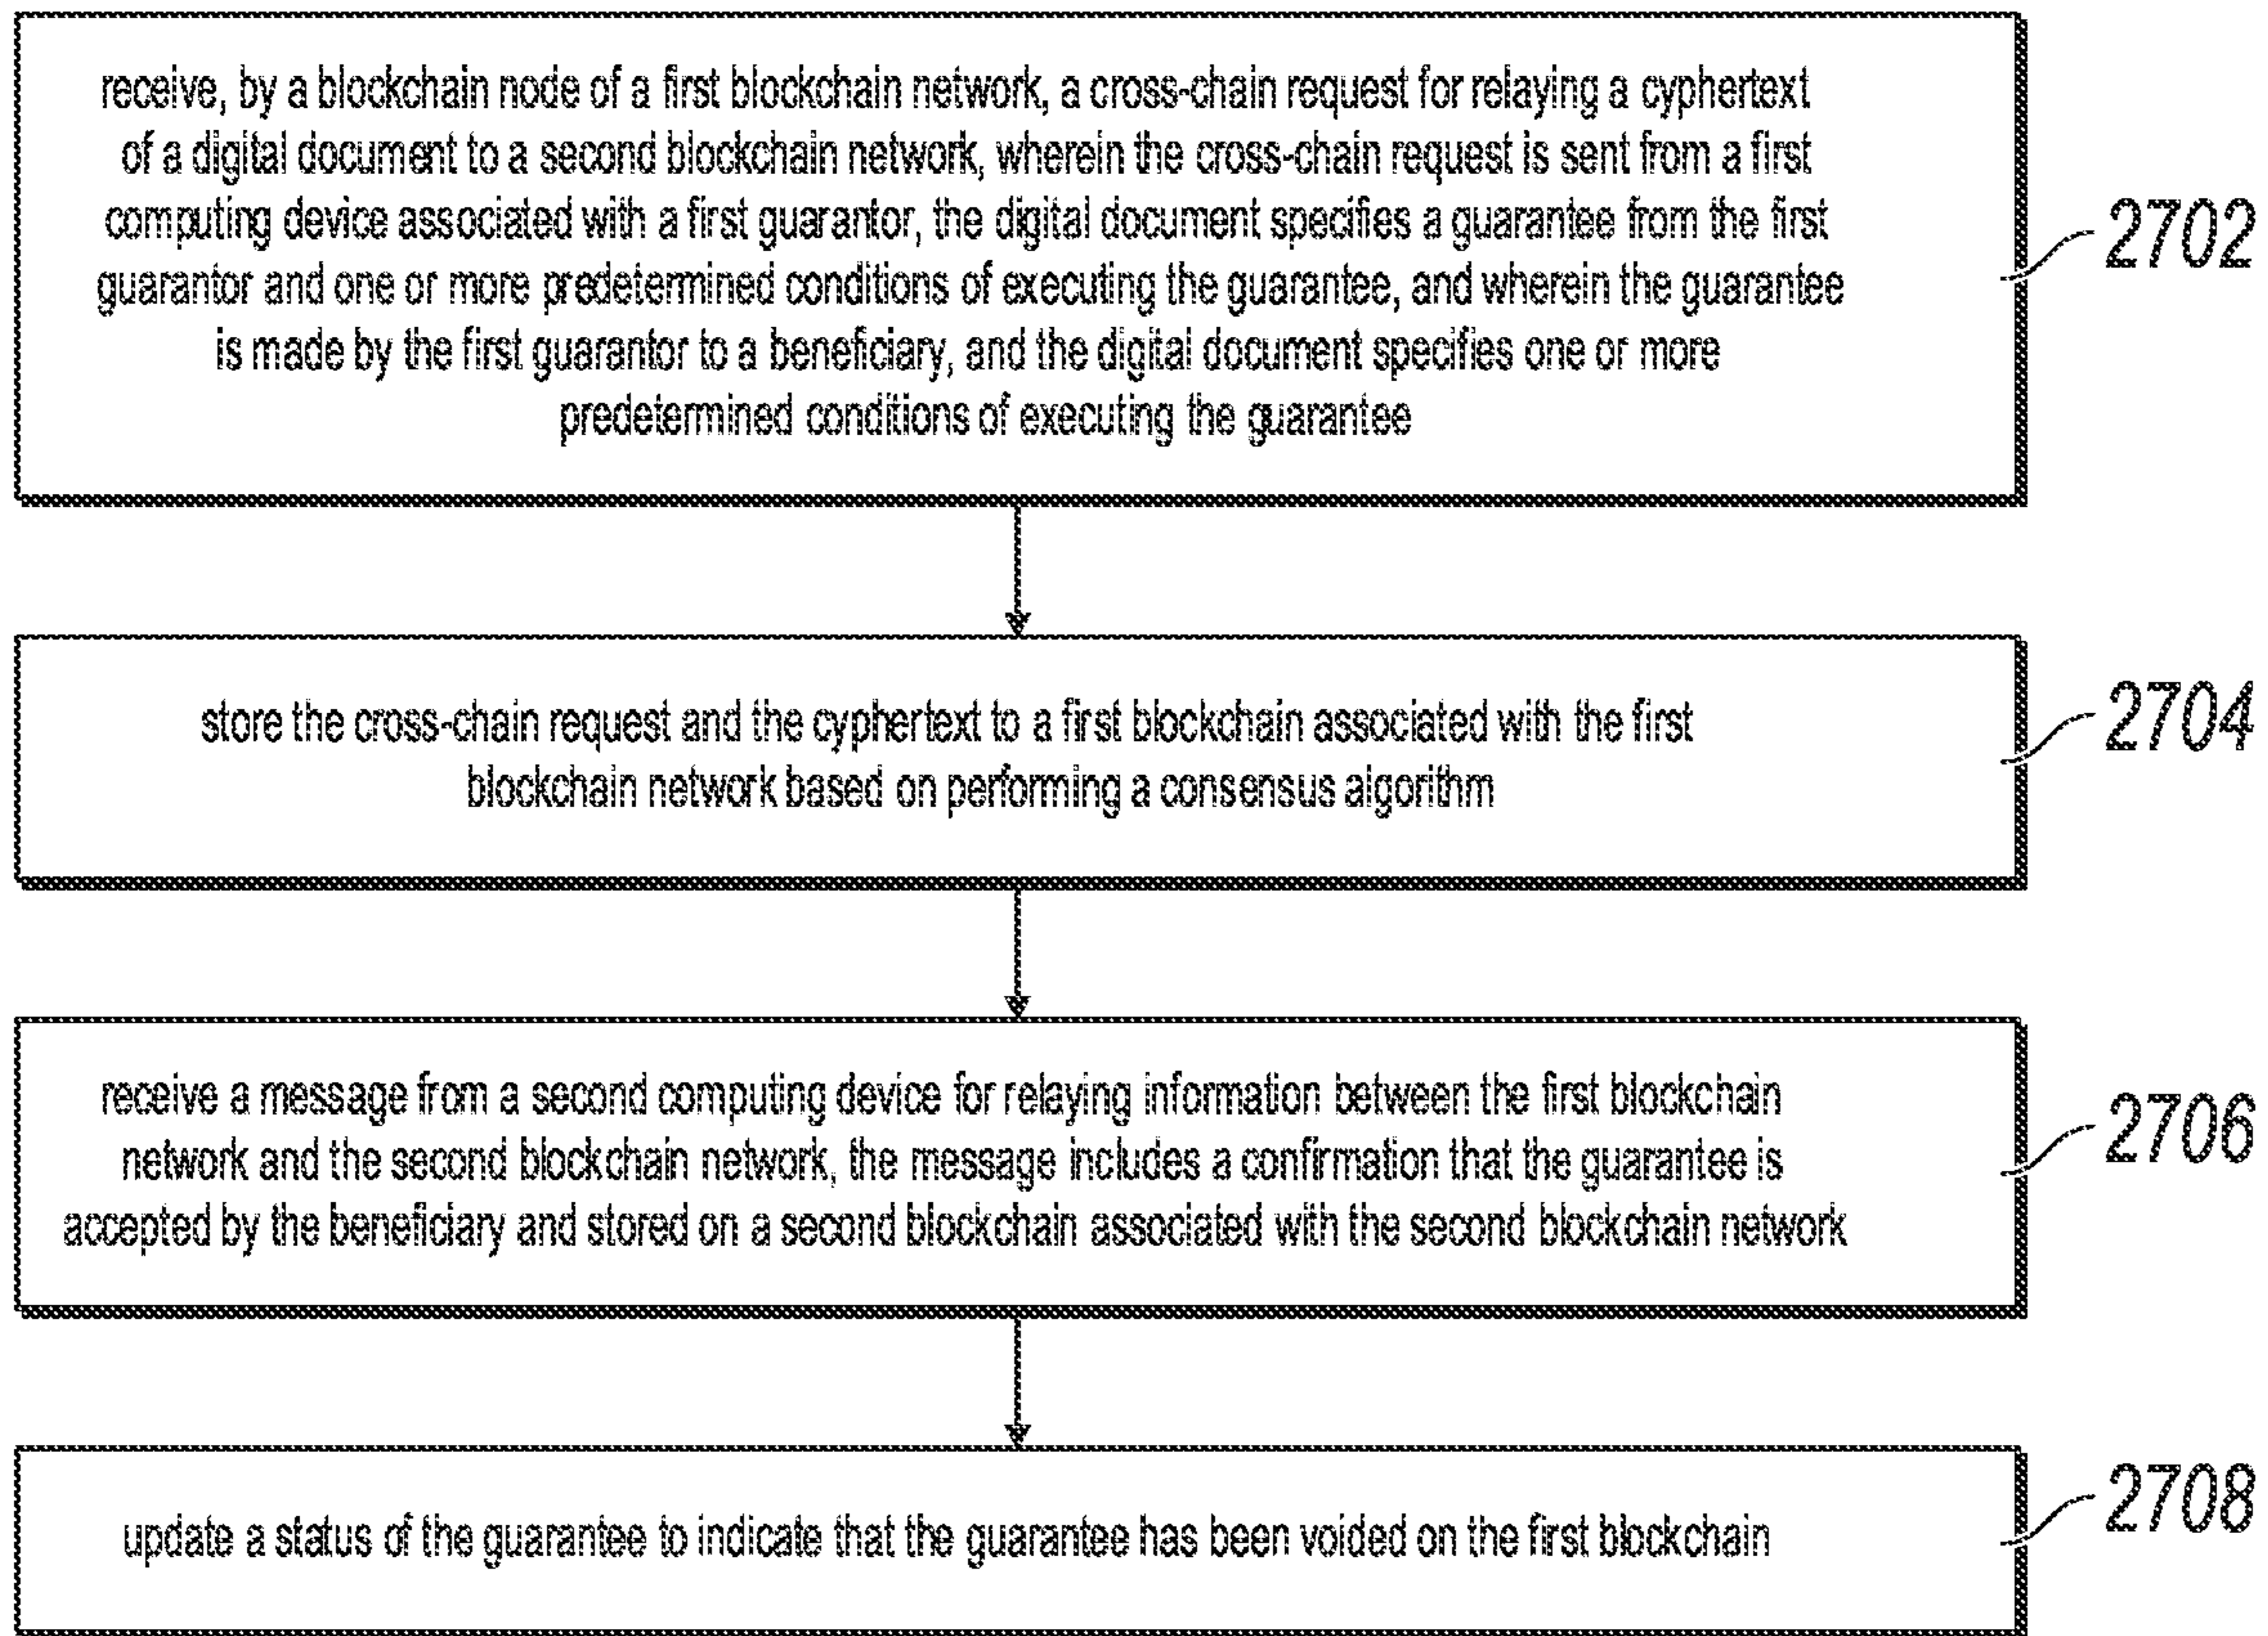 receive, by a blockchain node of a first blockchain network, a cross-chain request for relaying a cyphertext
of a digital document to a second blockchain network, wherein the cross-chain request is sent from a first
computing device associated with a first guarantor, the digital document specifies a guarantee from the first
guarantor and one or more predetermined conditions of executing the guarantee, and wherein the guarantee
is made by the first guarantor to a beneficiary, and the digital document specifies one or more
predetermined conditions of executing the guarantee
2702
store the cross-chain request and the cyphertext to a first blockchain associated with the first
blockchain network based on performing a consensus algorithm
2704
receive a message from a second computing device for relaying information between the first blockchain
network and the second blockchain network, the message includes a confirmation that the guarantee is
accepted by the beneficiary and stored on a second blockchain associated with the second blockchain network
2706
update a status of the guarantee to indicate that the guarantee has been voided on the first blockchain
2708